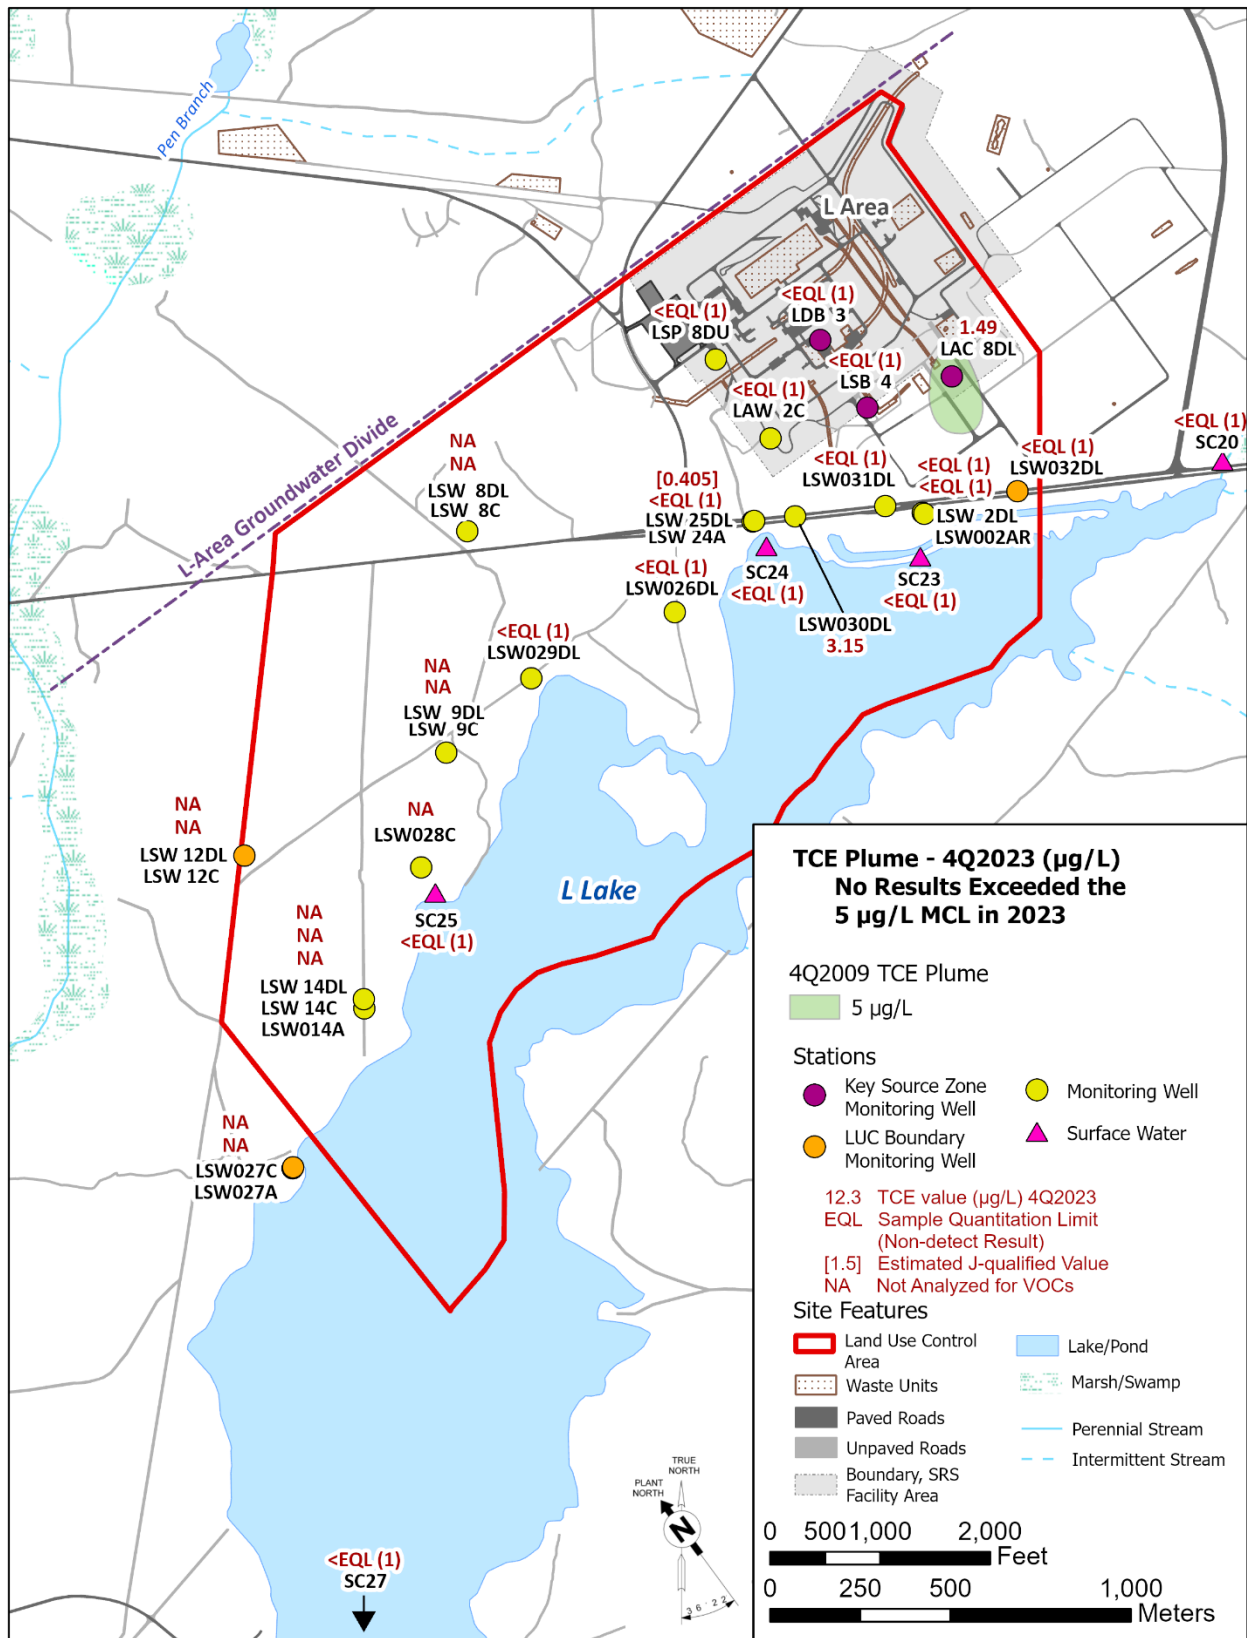 Pen Branch
L Area
<EQL (1)
LSP 8DU
<EQL (1)
LDB 3
1.49
LAC 8DL
<EQL (1)
LSB 4
<EQL (1)
LAW 2C
L-Area Groundwater Divide
<EQL (1)
SC20
NA
NA
LSW 8DL
LSW 8C
[0.405]
<EQL (1)
LSW 25DL
LSW 24A
<EQL (1)
LSW031DL
<EQL (1)
<EQL (1)
LSW 2DL
LSW002AR
<EQL (1)
LSW032DL
<EQL (1)
LSW026DL
SC24
<EQL (1)
SC23
<EQL (1)
LSW030DL
3.15
<EQL (1)
LSW029DL
NA
NA
LSW 9DL
LSW 9C
NA
NA
LSW 12DL
LSW 12C
NA
LSW028C
L Lake
SC25
<EQL (1)
NA
NA
NA
LSW 14DL
LSW 14C
LSW014A
NA
NA
LSW027C
LSW027A
<EQL (1)
SC27
TRUE
NORTH
PLANT
NORTH
N
36°22'
TCE Plume - 4Q2023 (µg/L)
No Results Exceeded the
5 µg/L MCL in 2023
4Q2009 TCE Plume
5 µg/L
Stations
Key Source Zone
Monitoring Well
Monitoring Well
LUC Boundary
Monitoring Well
Surface Water
12.3 TCE value (µg/L) 4Q2023
EQL Sample Quantitation Limit
(Non-detect Result)
[1.5] Estimated J-qualified Value
NA Not Analyzed for VOCs
Site Features
Land Use Control
Area
Lake/Pond
Waste Units
Marsh/Swamp
Paved Roads
Perennial Stream
Unpaved Roads
Intermittent Stream
Boundary, SRS
Facility Area
0 500 1,000 2,000
Feet
0 250 500 1,000
Meters